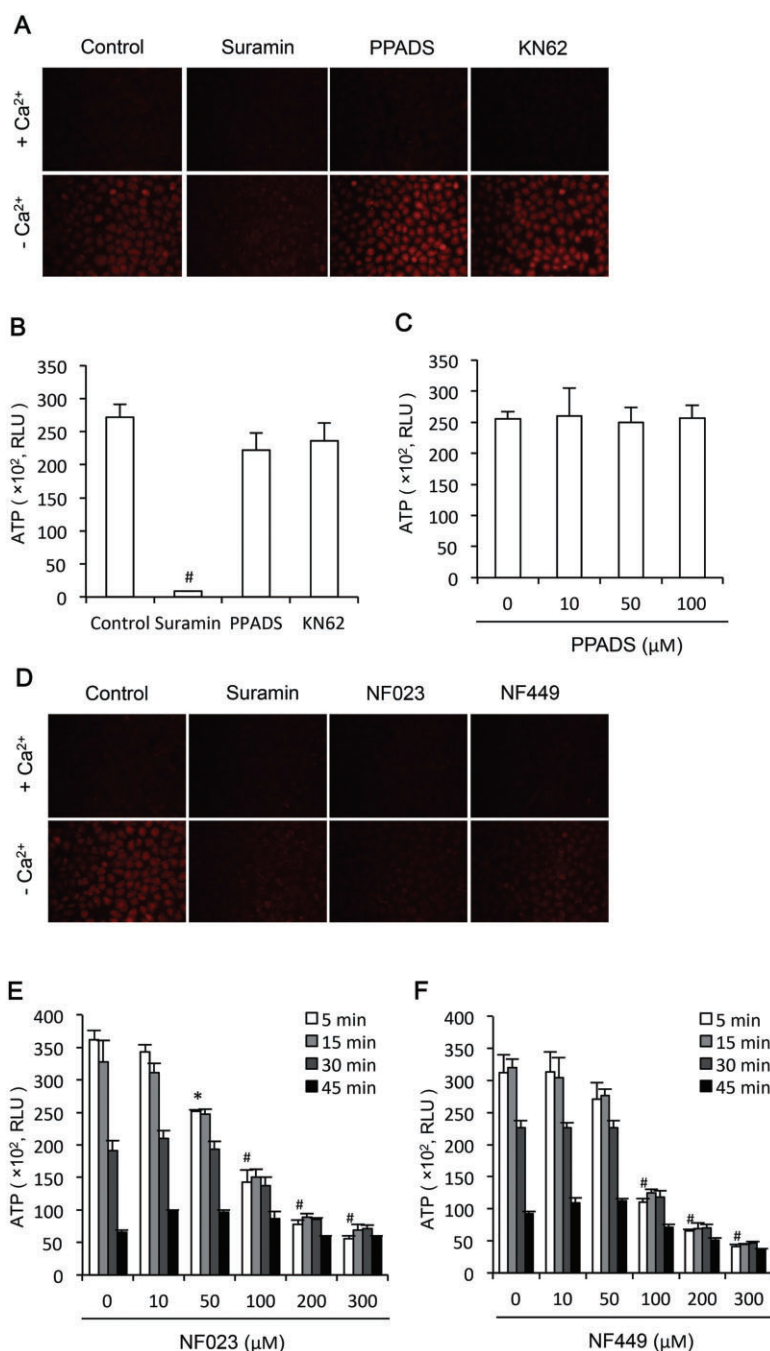 A
Control Suramin PPADS KN62
+ Ca²⁺
- Ca²⁺
B
ATP ( ×10², RLU)
350
300
250
200
150
100
50
0
#
Control Suramin PPADS KN62
C
ATP ( ×10², RLU)
350
300
250
200
150
100
50
0
0 10 50 100
PPADS (μM)
D
Control Suramin NF023 NF449
+ Ca²⁺
- Ca²⁺
E
ATP ( ×10², RLU)
400
350
300
250
200
150
100
50
0
5 min
15 min
30 min
45 min
*
#
#
#
0 10 50 100 200 300
NF023 (μM)
F
ATP ( ×10², RLU)
400
350
300
250
200
150
100
50
0
5 min
15 min
30 min
45 min
#
#
#
0 10 50 100 200 300
NF449 (μM)